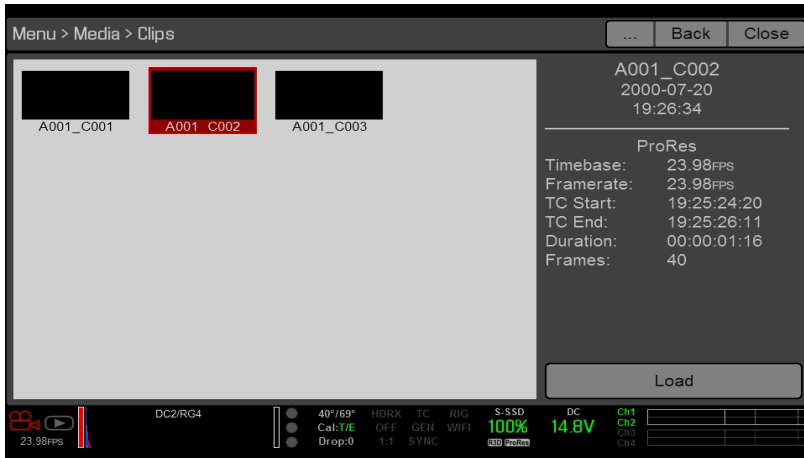 Menu > Media > Clips
... Back Close
A001_C001 A001_C002 A001_C003
A001_C002
2000-07-20
19:26:34
ProRes
Timebase: 23.98FPS
Framerate: 23.98FPS
TC Start: 19:25:24:20
TC End: 19:25:26:11
Duration: 00:00:01:16
Frames: 40
Load
23.98FPS
DC2/RG4
40°/69° HDRX TC RIG
Cal:T/E OFF GEN WIFI
Drop:0 1:1 SYNC
S-SSD
100%
R3D ProRes
DC
14.8V
Ch1
Ch2
Ch3
Ch4